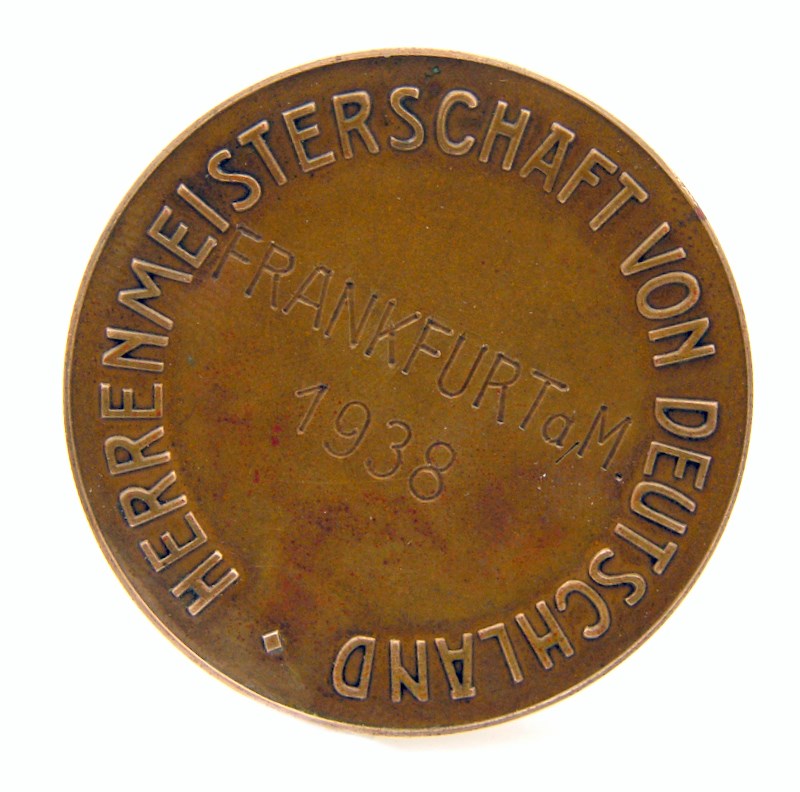 HERRENMEISTERSCHAFT VON DEUTSCHLAND
FRANKFURT a,M.
1938